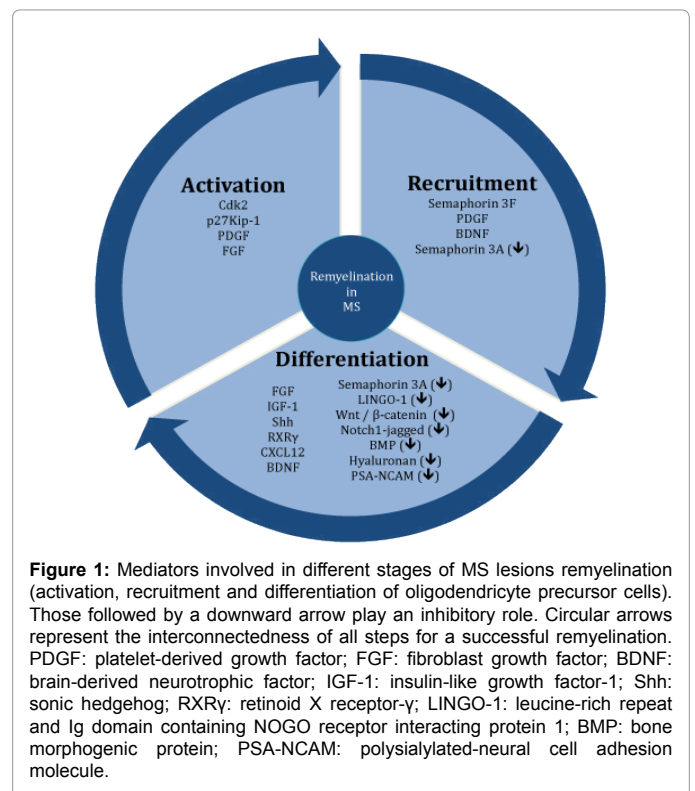 Activation
Cdk2
p27Kip-1
PDGF
FGF
Recruitment
Semaphorin 3F
PDGF
BDNF
Semaphorin 3A (↓)
Remyelination
in
MS
Differentiation
FGF
IGF-1
Shh
RXRγ
CXCL12
BDNF
Semaphorin 3A (↓)
LINGO-1 (↓)
Wnt / β-catenin (↓)
Notch1-jagged (↓)
BMP (↓)
Hyaluronan (↓)
PSA-NCAM (↓)
Figure 1: Mediators involved in different stages of MS lesions remyelination
(activation, recruitment and differentiation of oligodendricyte precursor cells).
Those followed by a downward arrow play an inhibitory role. Circular arrows
represent the interconnectedness of all steps for a successful remyelination.
PDGF: platelet-derived growth factor; FGF: fibroblast growth factor; BDNF:
brain-derived neurotrophic factor; IGF-1: insulin-like growth factor-1; Shh:
sonic hedgehog; RXRγ: retinoid X receptor-γ; LINGO-1: leucine-rich repeat
and Ig domain containing NOGO receptor interacting protein 1; BMP: bone
morphogenic protein; PSA-NCAM: polysialylated-neural cell adhesion
molecule.